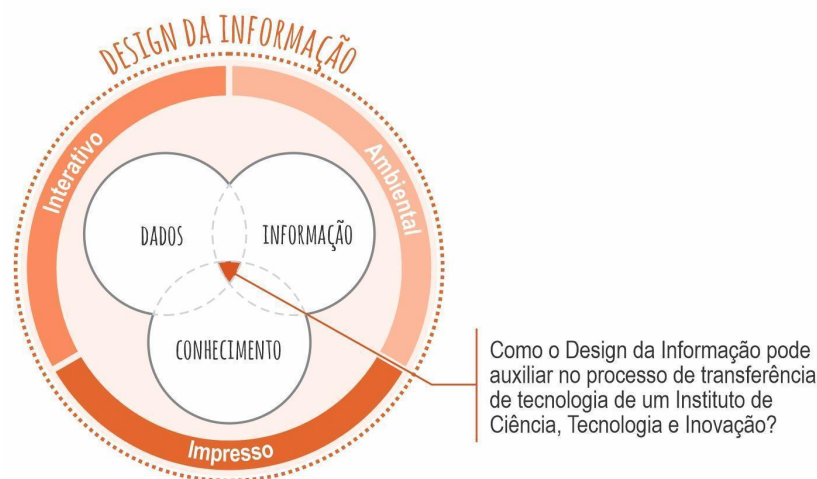 DESIGN DA INFORMAÇÃO
Interativo
Ambiental
DADOS
INFORMAÇÃO
CONHECIMENTO
Impresso
Como o Design da Informação pode
auxiliar no processo de transferência
de tecnologia de um Instituto de
Ciência, Tecnologia e Inovação?